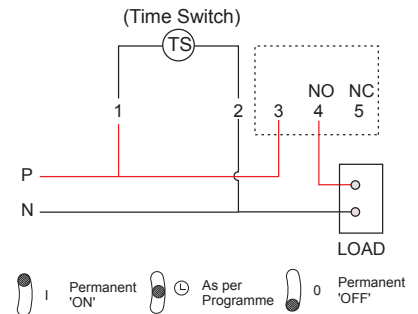 (Time Switch)
TS
NO NC
1 2 3 4 5
P
N
LOAD
I Permanent 'ON' As per Programme 0 Permanent 'OFF'